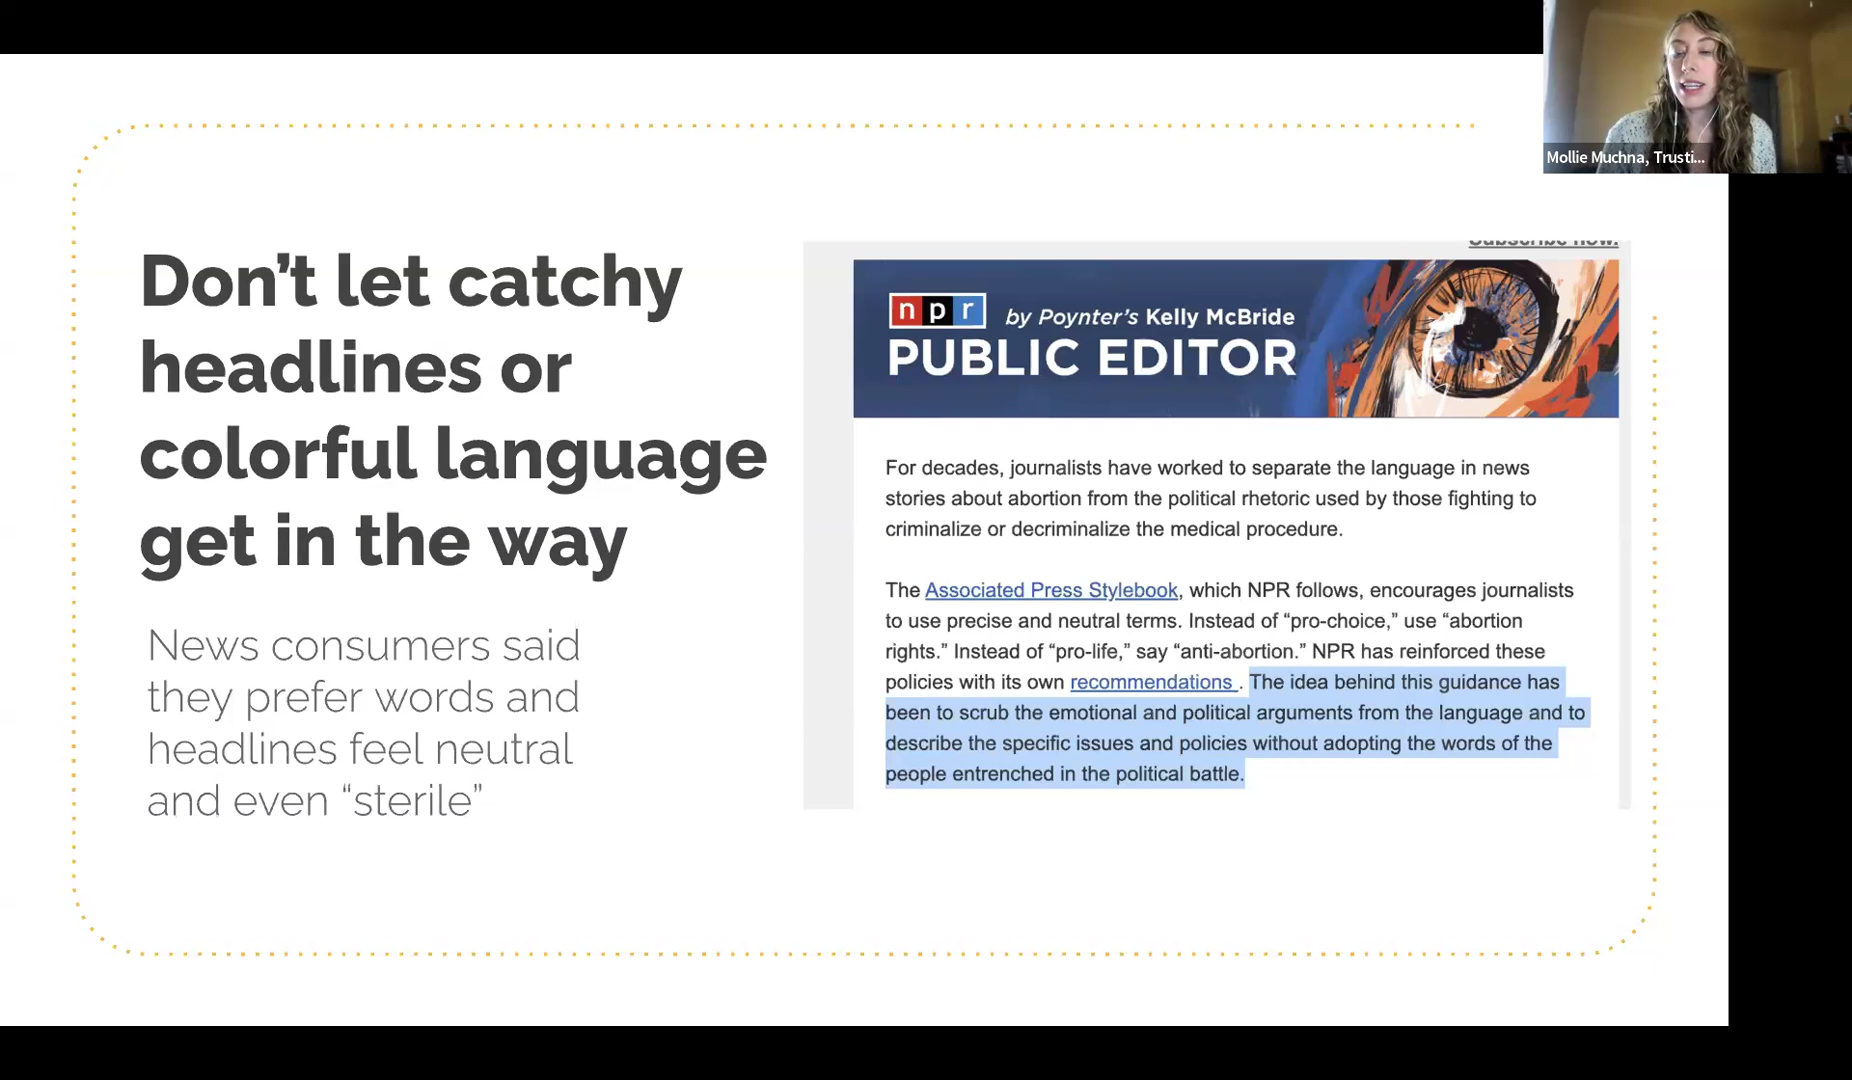 Mollie Muchna, Trusti...
Don't let catchy
headlines or
colorful language
get in the way
News consumers said
they prefer words and
headlines feel neutral
and even “sterile”
Subscribe now.
npr by Poynter's Kelly McBride
PUBLIC EDITOR
For decades, journalists have worked to separate the language in news
stories about abortion from the political rhetoric used by those fighting to
criminalize or decriminalize the medical procedure.
The Associated Press Stylebook, which NPR follows, encourages journalists
to use precise and neutral terms. Instead of “pro-choice,” use “abortion
rights.” Instead of “pro-life,” say “anti-abortion.” NPR has reinforced these
policies with its own recommendations . The idea behind this guidance has
been to scrub the emotional and political arguments from the language and to
describe the specific issues and policies without adopting the words of the
people entrenched in the political battle.